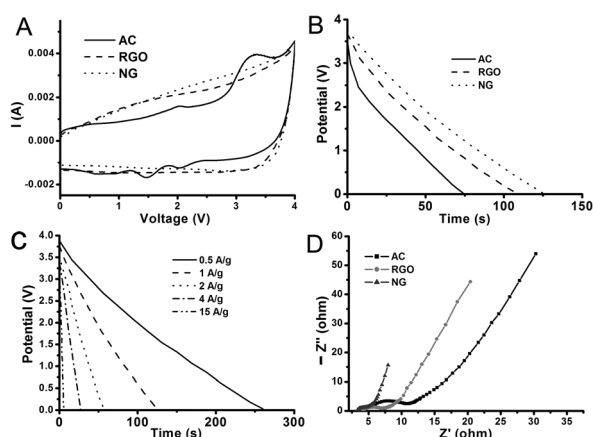 A
AC
RGO
NG
I (A)
0.004
0.002
0.000
-0.002
0 1 2 3 4
Voltage (V)
B
AC
RGO
NG
Potential (V)
4
3
2
1
0
0 50 100 150
Time (s)
C
0.5 A/g
1 A/g
2 A/g
4 A/g
15 A/g
Potential (V)
4.0
3.5
3.0
2.5
2.0
1.5
1.0
0.5
0.0
0 100 200 300
Time (s)
D
AC
RGO
NG
– Z'' (ohm)
60
50
40
30
20
10
0
0 5 10 15 20 25 30 35
Z' (ohm)